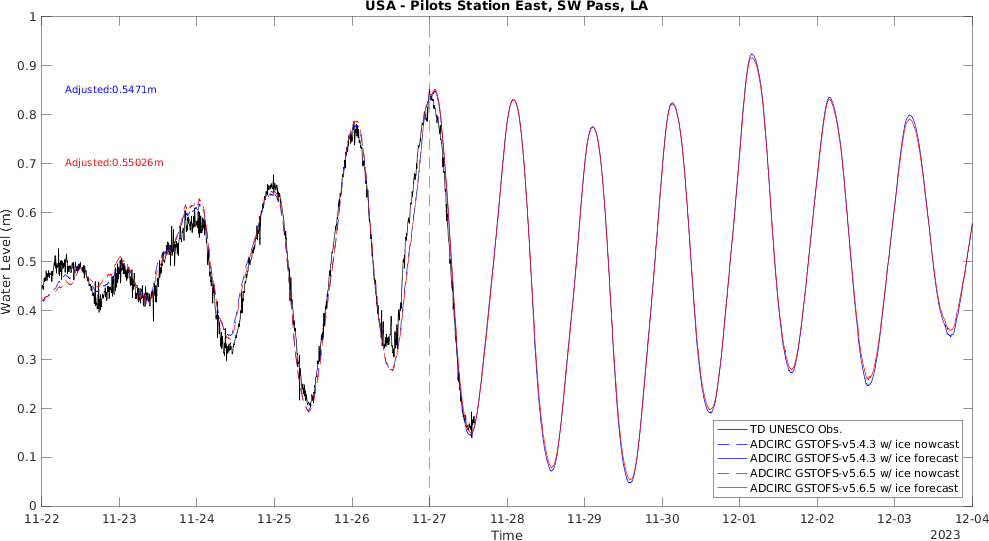 USA - Pilots Station East, SW Pass, LA
1
0.9
0.8
0.7
0.6
0.5
0.4
0.3
0.2
0.1
0
Water Level (m)
Adjusted:0.5471m
Adjusted:0.55026m
TD UNESCO Obs.
ADCIRC GSTOFS-v5.4.3 w/ ice nowcast
ADCIRC GSTOFS-v5.4.3 w/ ice forecast
ADCIRC GSTOFS-v5.6.5 w/ ice nowcast
ADCIRC GSTOFS-v5.6.5 w/ ice forecast
11-22 11-23 11-24 11-25 11-26 11-27 11-28 11-29 11-30 12-01 12-02 12-03 12-04
Time
2023